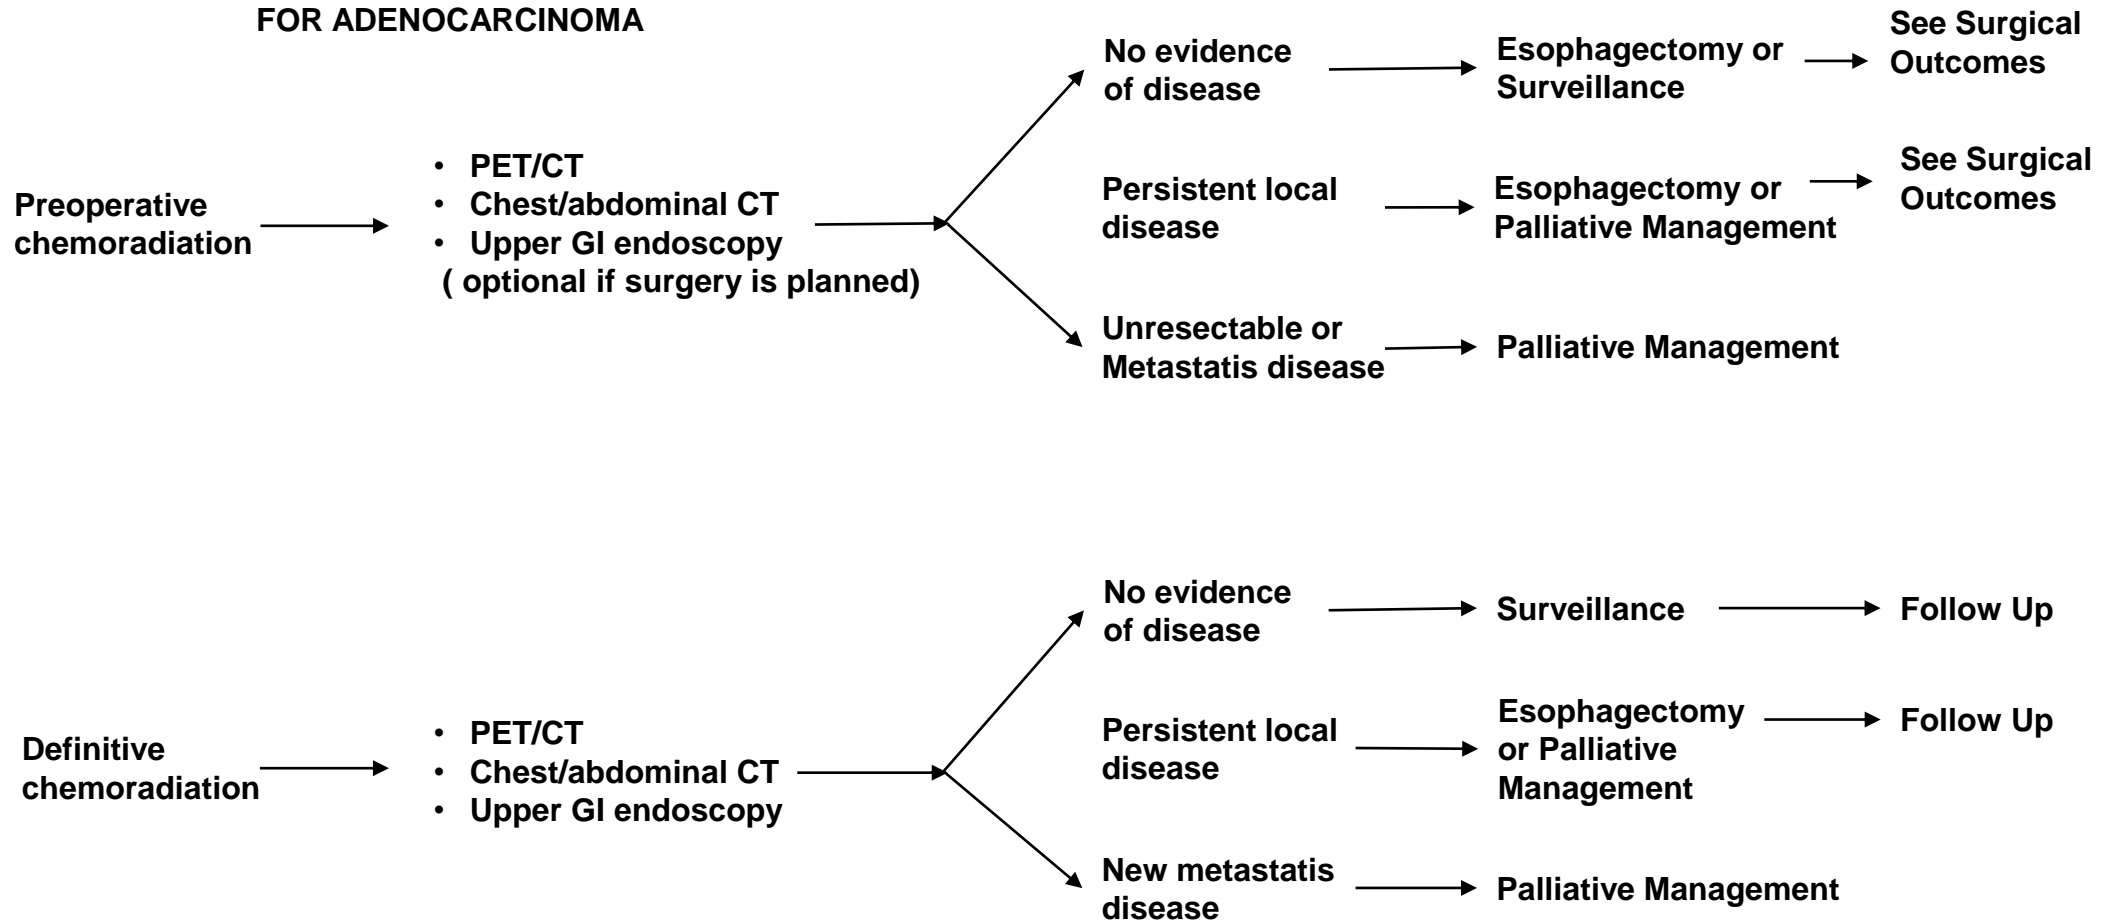 FOR ADENOCARCINOMA
Preoperative
chemoradiation
• PET/CT
• Chest/abdominal CT
• Upper GI endoscopy
( optional if surgery is planned)
No evidence
of disease
Esophagectomy or
Surveillance
See Surgical
Outcomes
Persistent local
disease
Esophagectomy or
Palliative Management
See Surgical
Outcomes
Unresectable or
Metastatis disease
Palliative Management
Definitive
chemoradiation
• PET/CT
• Chest/abdominal CT
• Upper GI endoscopy
No evidence
of disease
Surveillance
Follow Up
Persistent local
disease
Esophagectomy
or Palliative
Management
Follow Up
New metastatis
disease
Palliative Management